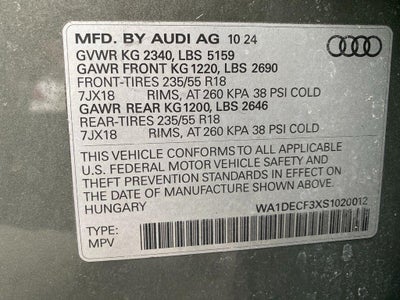 MFD. BY AUDI AG 10 24
GVWR KG 2340, LBS 5159
GAWR FRONT KG 1220, LBS 2690
FRONT-TIRES 235/55 R18
7JX18 RIMS, AT 260 KPA 38 PSI COLD
GAWR REAR KG1200, LBS 2646
REAR-TIRES 235/55 R18
7JX18 RIMS, AT 260 KPA 38 PSI COLD
THIS VEHICLE CONFORMS TO ALL APPLICABLE
U.S. FEDERAL MOTOR VEHICLE SAFETY AND
THEFT PREVENTION STANDARDS IN EFFECT ON
THE DATE OF MANUFACTURE SHOWN ABOVE
HUNGARY WA1DECF3XS1020012
TYPE:
MPV